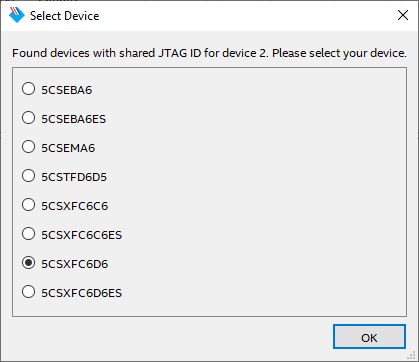 Select Device
Found devices with shared JTAG ID for device 2. Please select your device.
5CSEBA6
5CSEBA6ES
5CSEMA6
5CSTFD6D5
5CSXFC6C6
5CSXFC6C6ES
5CSXFC6D6
5CSXFC6D6ES
OK